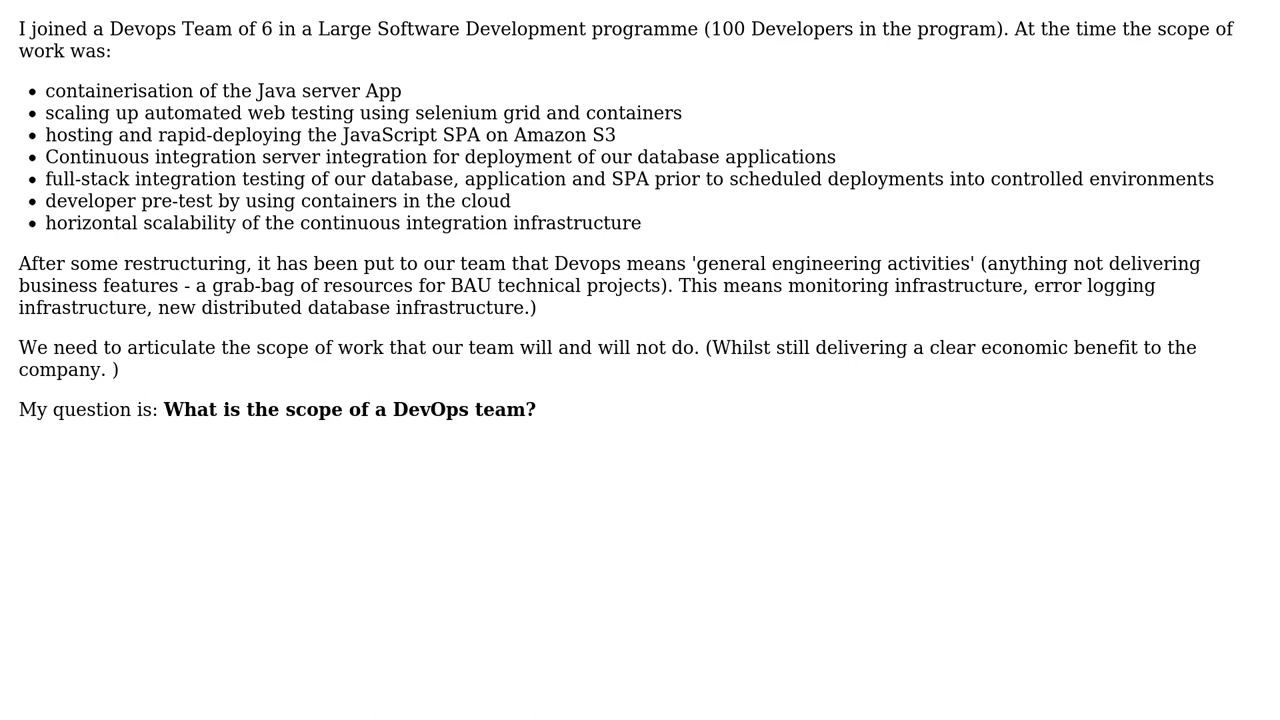 I joined a Devops Team of 6 in a Large Software Development programme (100 Developers in the program). At the time the scope of
work was:
• containerisation of the Java server App
• scaling up automated web testing using selenium grid and containers
• hosting and rapid-deploying the JavaScript SPA on Amazon S3
• Continuous integration server integration for deployment of our database applications
• full-stack integration testing of our database, application and SPA prior to scheduled deployments into controlled environments
• developer pre-test by using containers in the cloud
• horizontal scalability of the continuous integration infrastructure
After some restructuring, it has been put to our team that Devops means 'general engineering activities' (anything not delivering
business features - a grab-bag of resources for BAU technical projects). This means monitoring infrastructure, error logging
infrastructure, new distributed database infrastructure.)
We need to articulate the scope of work that our team will and will not do. (Whilst still delivering a clear economic benefit to the
company. )
My question is: What is the scope of a DevOps team?